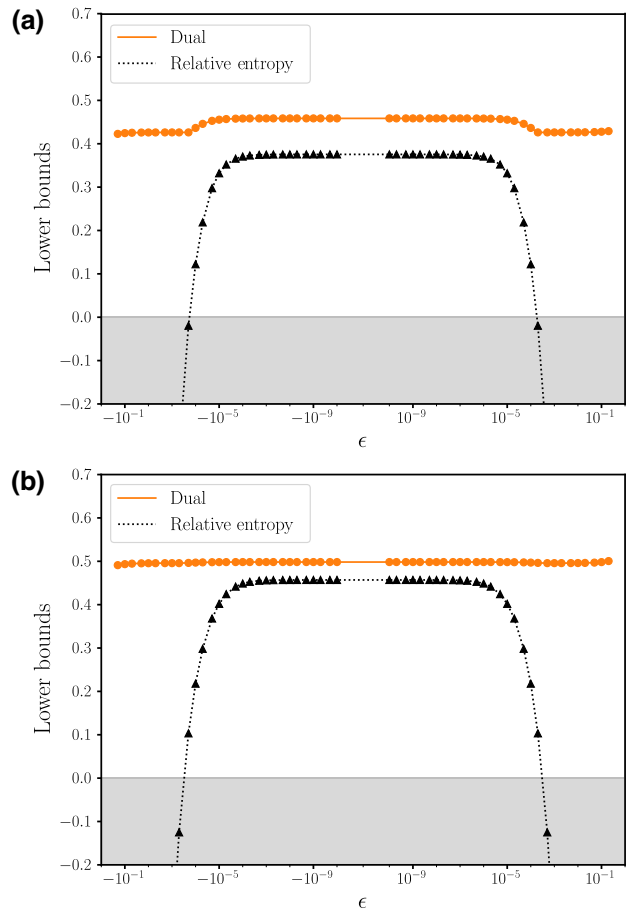 (a)
Dual
Relative entropy
Lower bounds
0.7
0.6
0.5
0.4
0.3
0.2
0.1
0.0
−0.1
−0.2
−10⁻¹ −10⁻⁵ −10⁻⁹ 10⁻⁹ 10⁻⁵ 10⁻¹
ϵ
(b)
Dual
Relative entropy
Lower bounds
0.7
0.6
0.5
0.4
0.3
0.2
0.1
0.0
−0.1
−0.2
−10⁻¹ −10⁻⁵ −10⁻⁹ 10⁻⁹ 10⁻⁵ 10⁻¹
ϵ